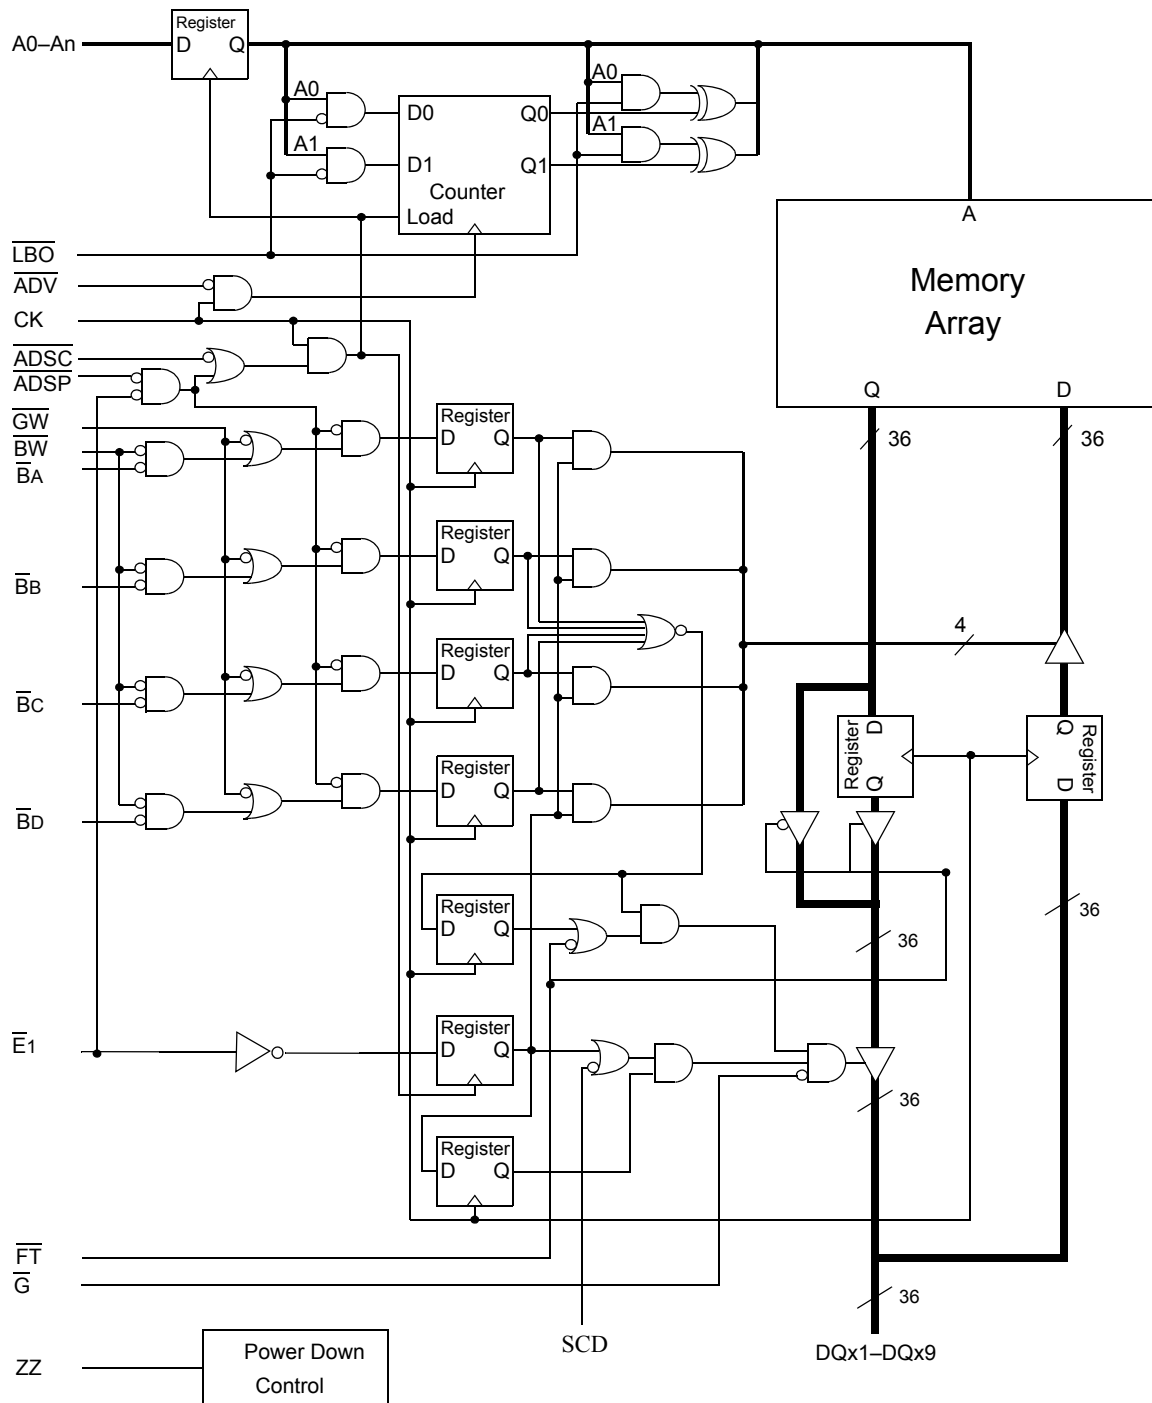 Register
A0–An
D Q
A0
A0
D0 Q0
A1
A1
D1 Q1
Counter
Load
A
LBO
ADV
Memory
Array
CK
ADSC
ADSP
Q D
GW
Register
D Q
36 36
BW
BA
Register
D Q
BB
4
Register
D Q
BC
D
Register
Q
Q
Register
D
Register
D Q
BD
36
Register
D Q
36
Register
D Q
E1
36
Register
D Q
FT
G
36
SCD
DQx1–DQx9
ZZ
Power Down
Control